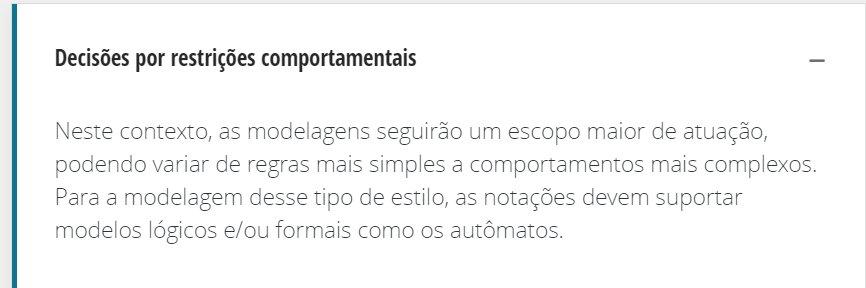 Decisões por restrições comportamentais
Neste contexto, as modelagens seguirão um escopo maior de atuação,
podendo variar de regras mais simples a comportamentos mais complexos.
Para a modelagem desse tipo de estilo, as notações devem suportar
modelos lógicos e/ou formais como os autômatos.